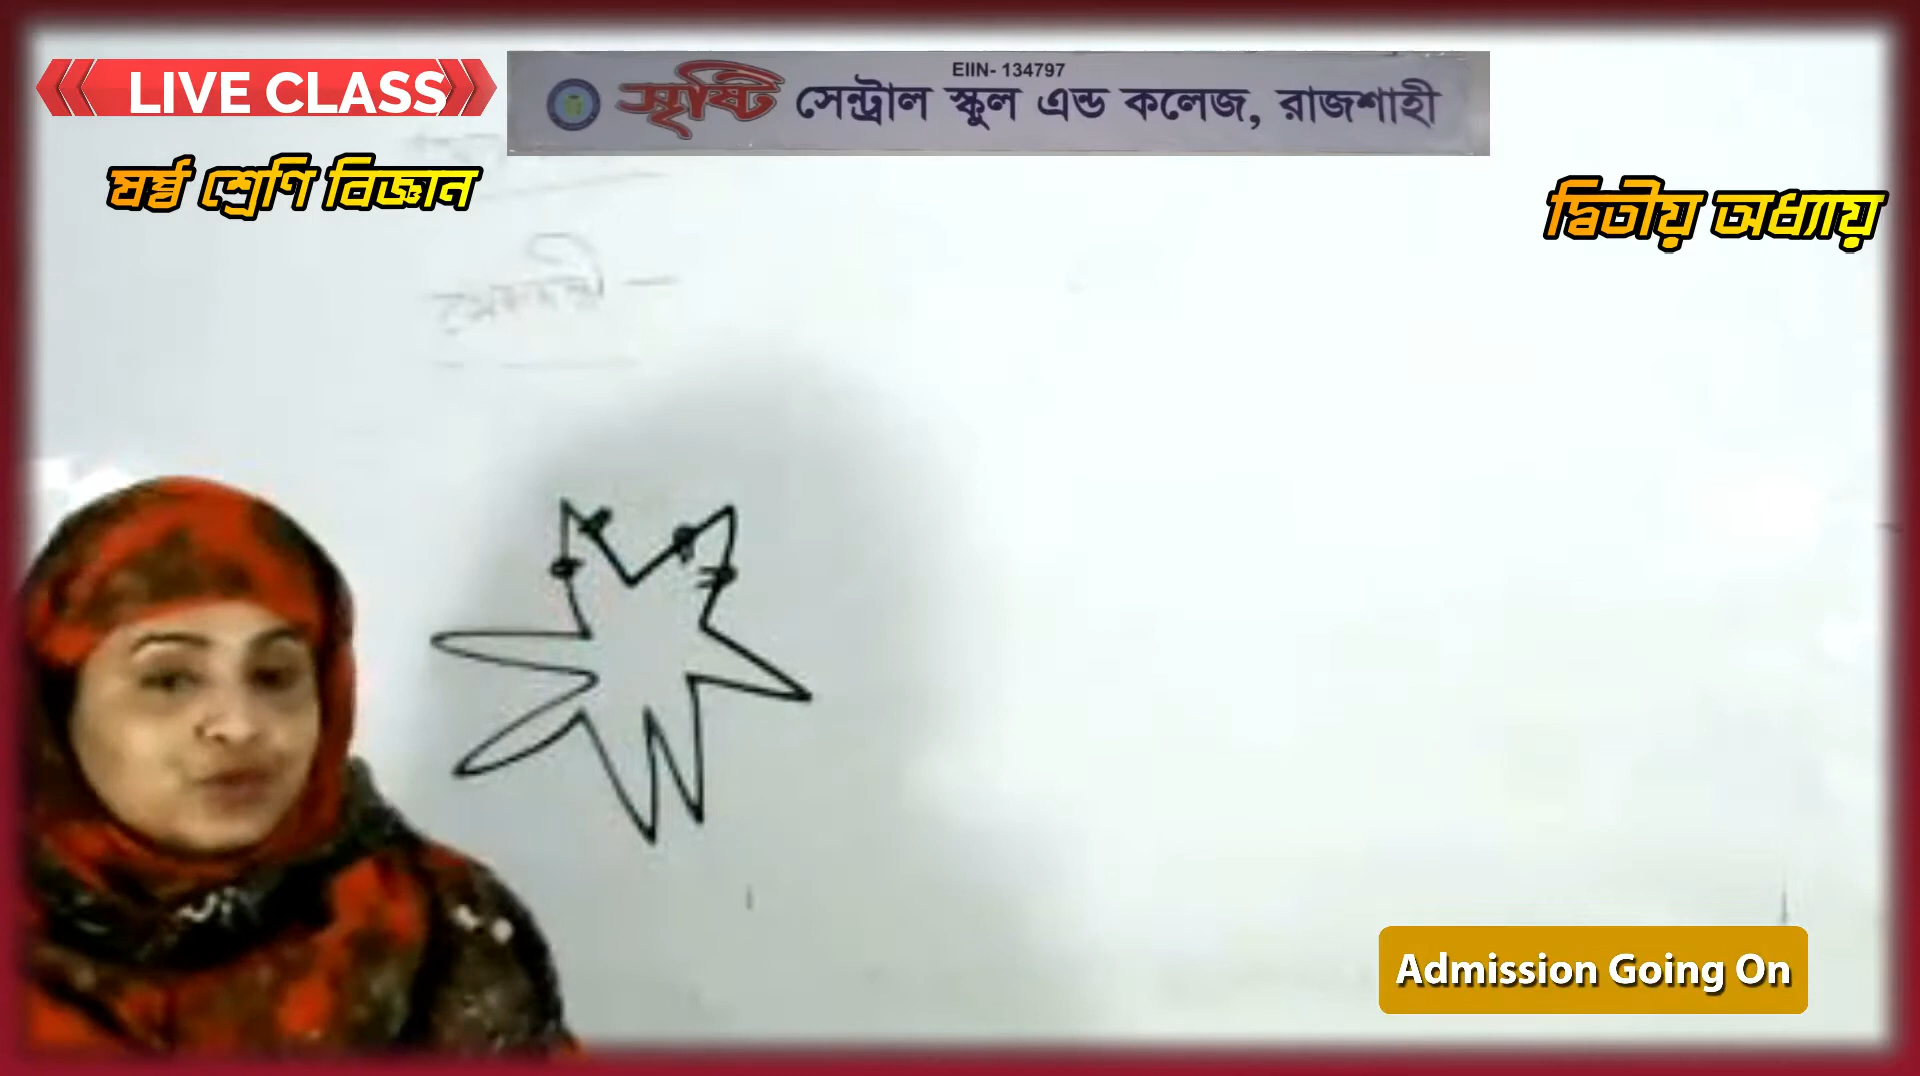 LIVE CLASS
EIIN- 134797
সৃষ্টি সেন্ট্রাল স্কুল এন্ড কলেজ, রাজশাহী
ষষ্ঠ শ্রেণি বিজ্ঞান
দ্বিতীয় অধ্যায়
Admission Going On